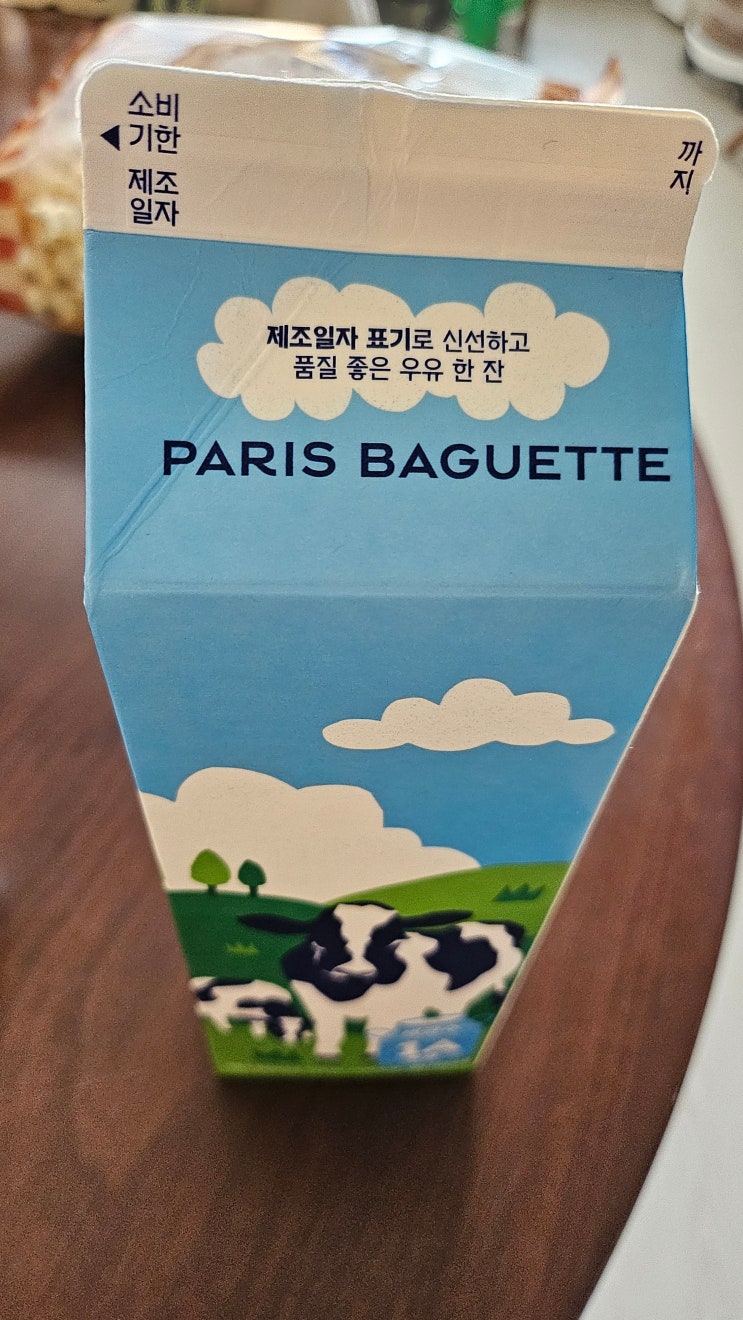 소비
◀기한
까
지
제조
일자
제조일자 표기로 신선하고
품질 좋은 우유 한 잔
PARIS BAGUETTE